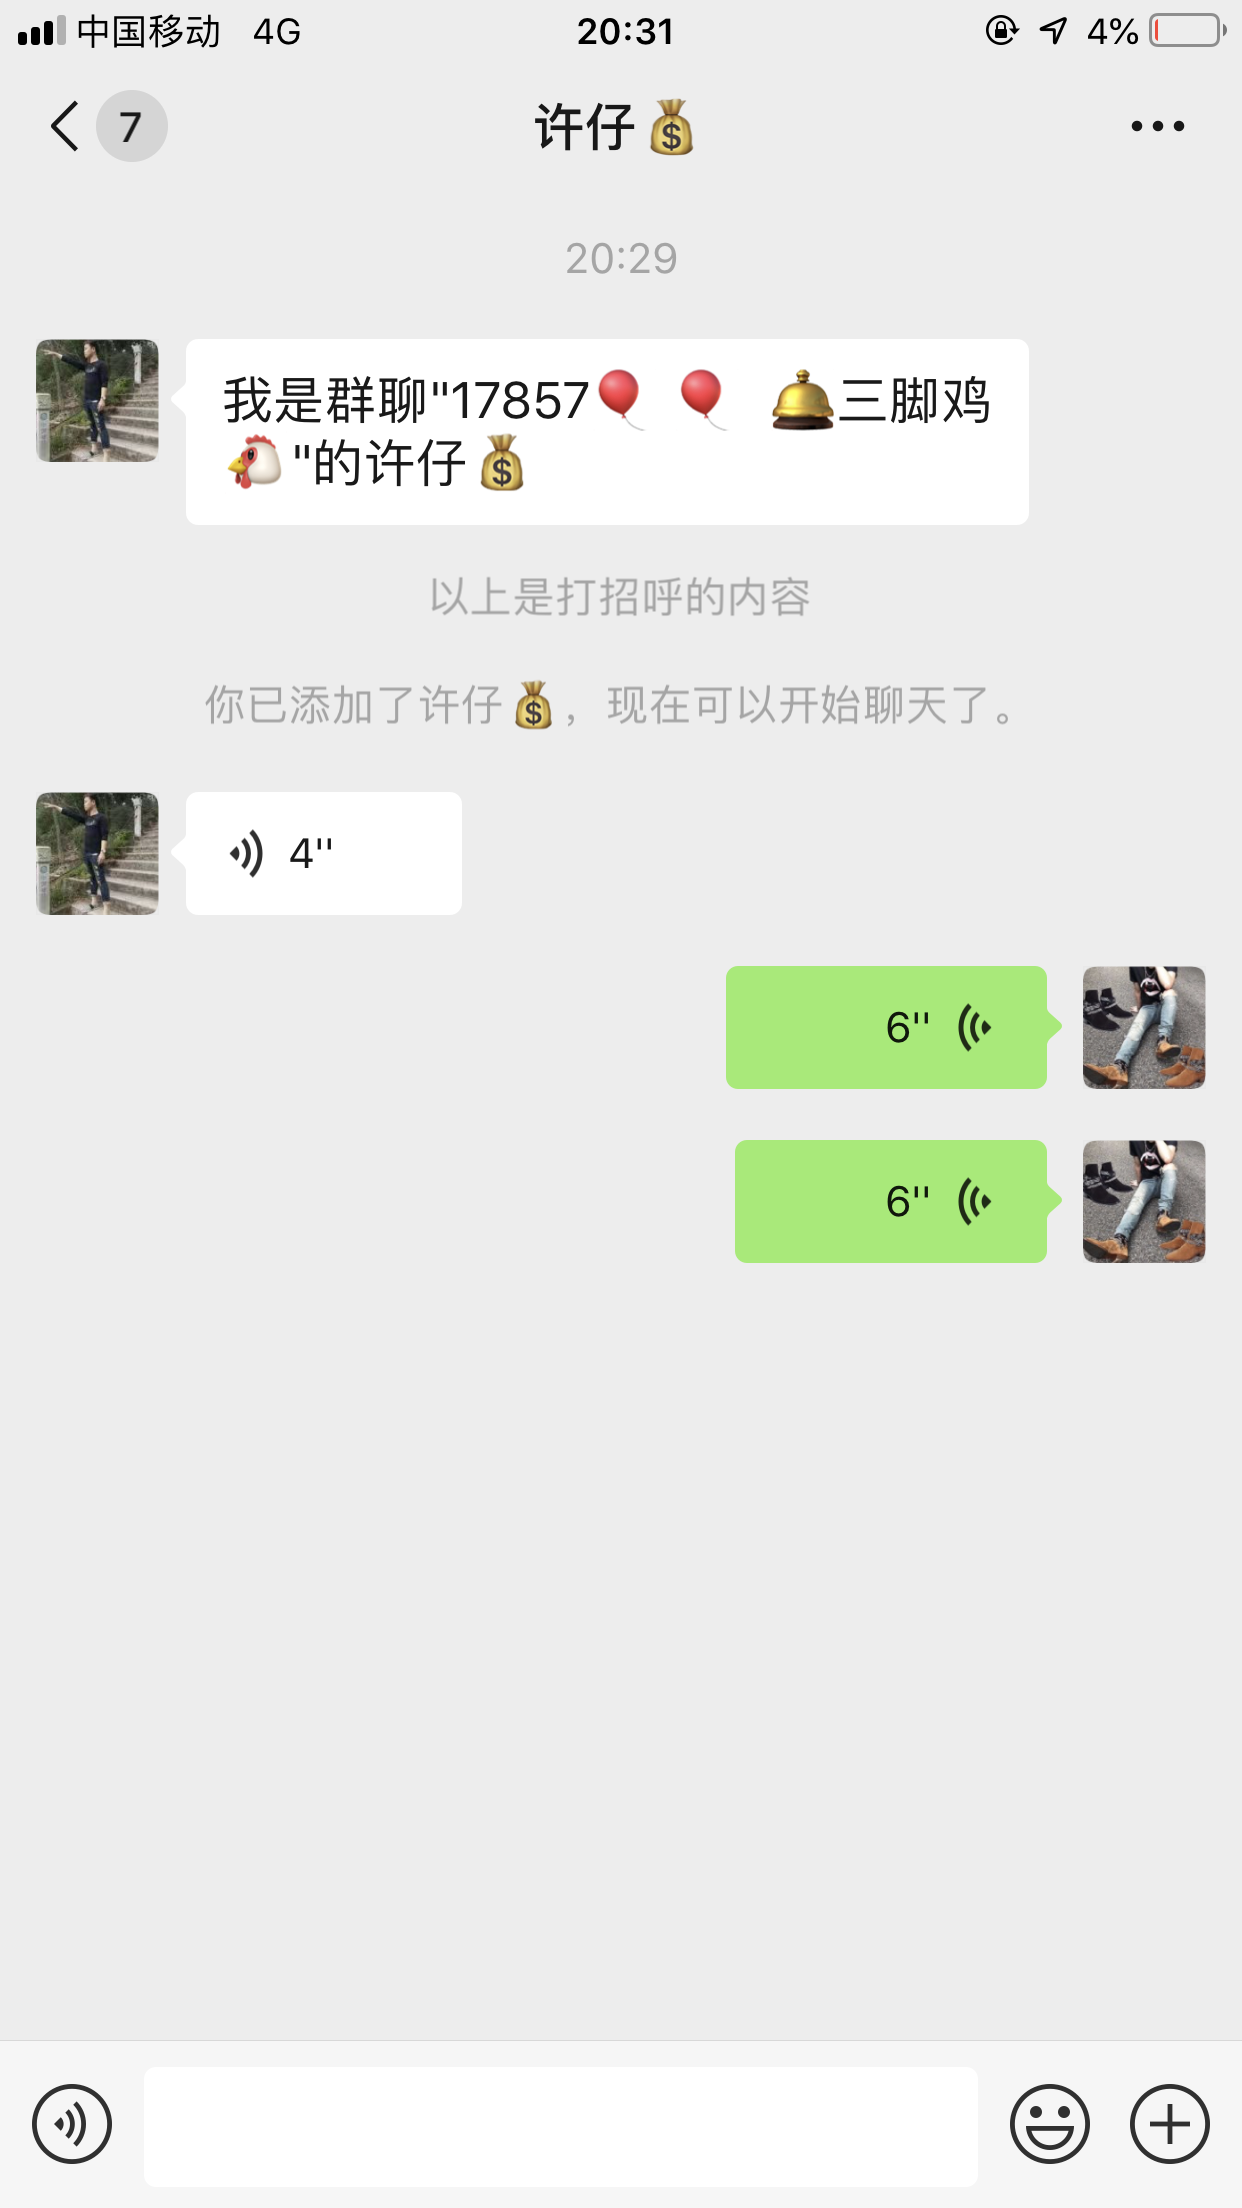 中国移动 4G 20:31 4%
7 许仔💰
20:29
我是群聊"17857🎈 🎈 🛎三脚鸡
🐔"的许仔💰
以上是打招呼的内容
你已添加了许仔💰，现在可以开始聊天了。
4"
6"
6"